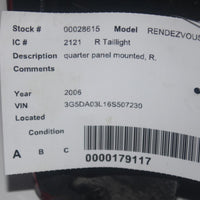 Stock # 00028615 Model RENDEZVOUS
IC # 2121 R Taillight
Description quarter panel mounted, R.
Comments
Year 2006
VIN 3G5DA03L16S507230
Located
Condition
A B C
0000179117